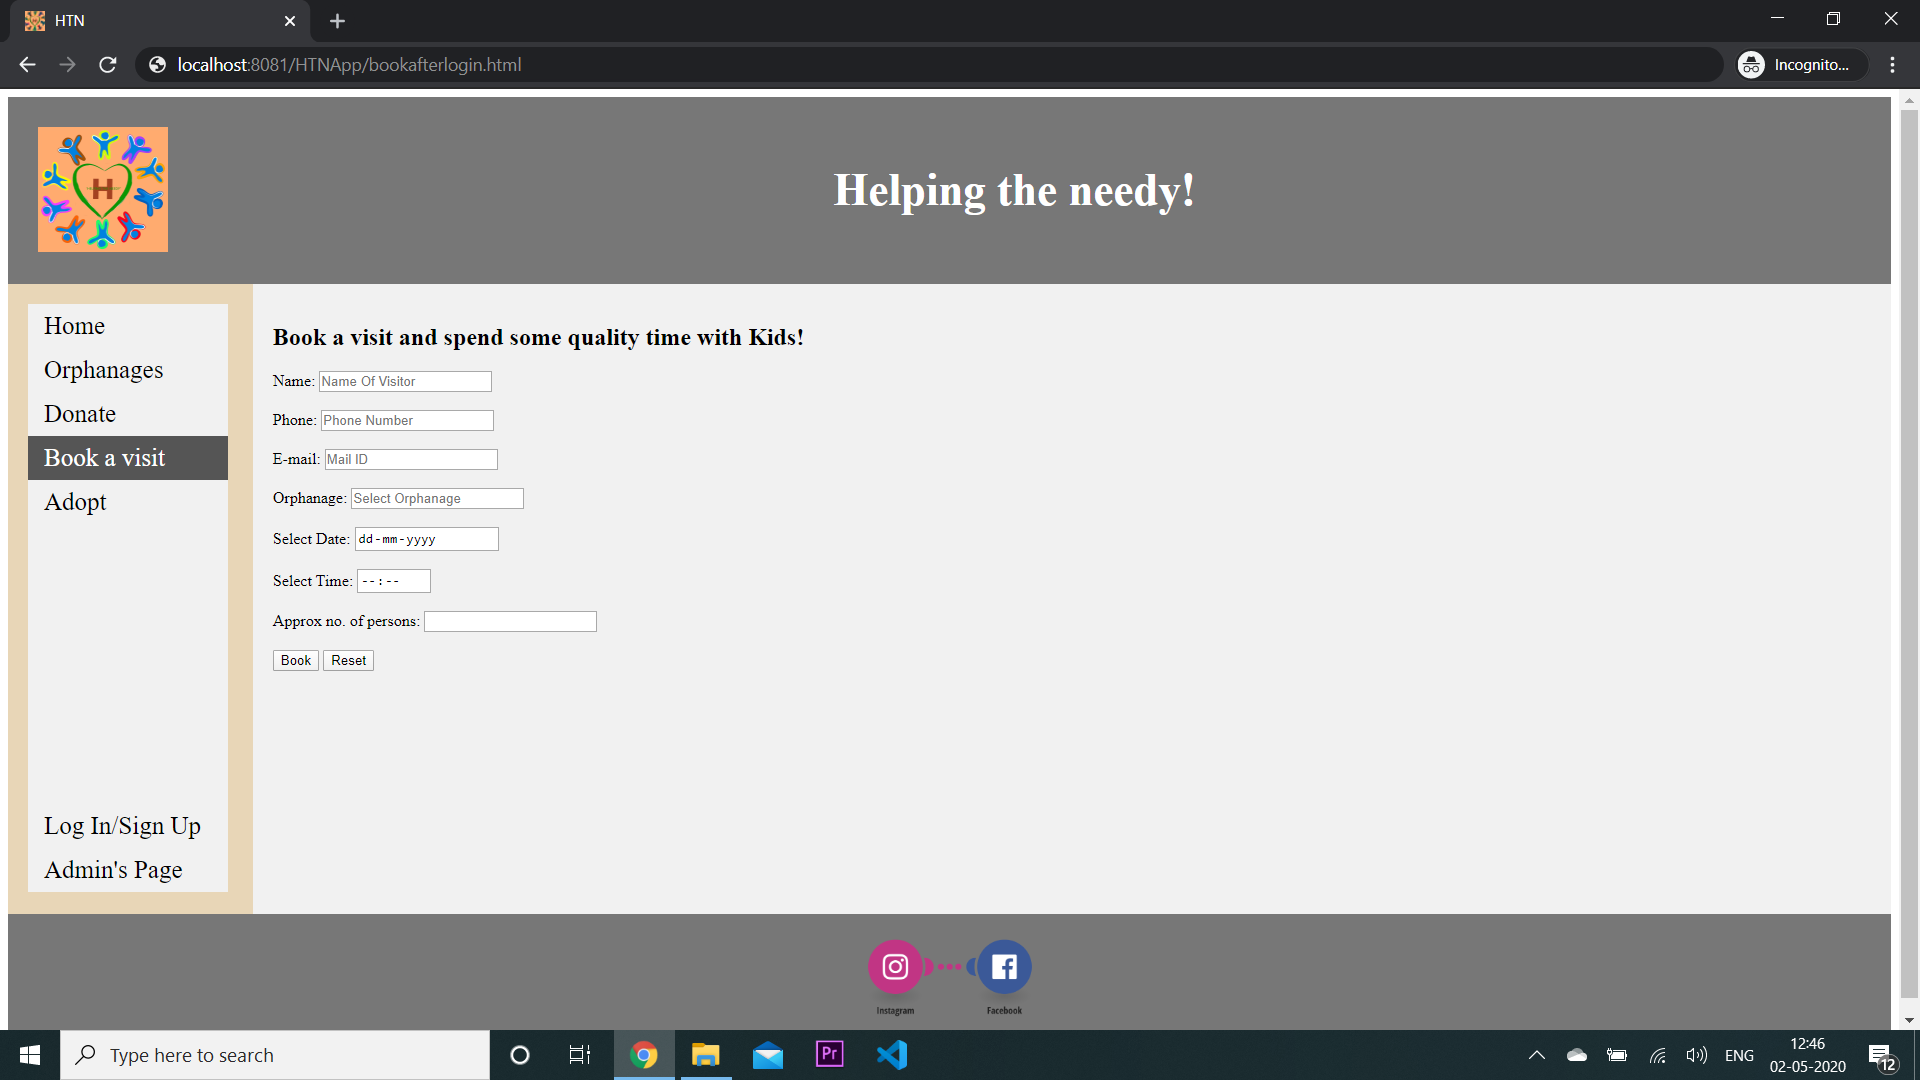 HTN
localhost:8081/HTNApp/bookafterlogin.html
Incognito...
H
Helping the needy!
Home
Orphanages
Donate
Book a visit
Adopt
Log In/Sign Up
Admin's Page
Book a visit and spend some quality time with Kids!
Name: Name Of Visitor
Phone: Phone Number
E-mail: Mail ID
Orphanage: Select Orphanage
Select Date: dd-mm-yyyy
Select Time: --:--
Approx no. of persons:
Book Reset
Instagram Facebook
Type here to search
Pr
ENG
12:46
02-05-2020
12